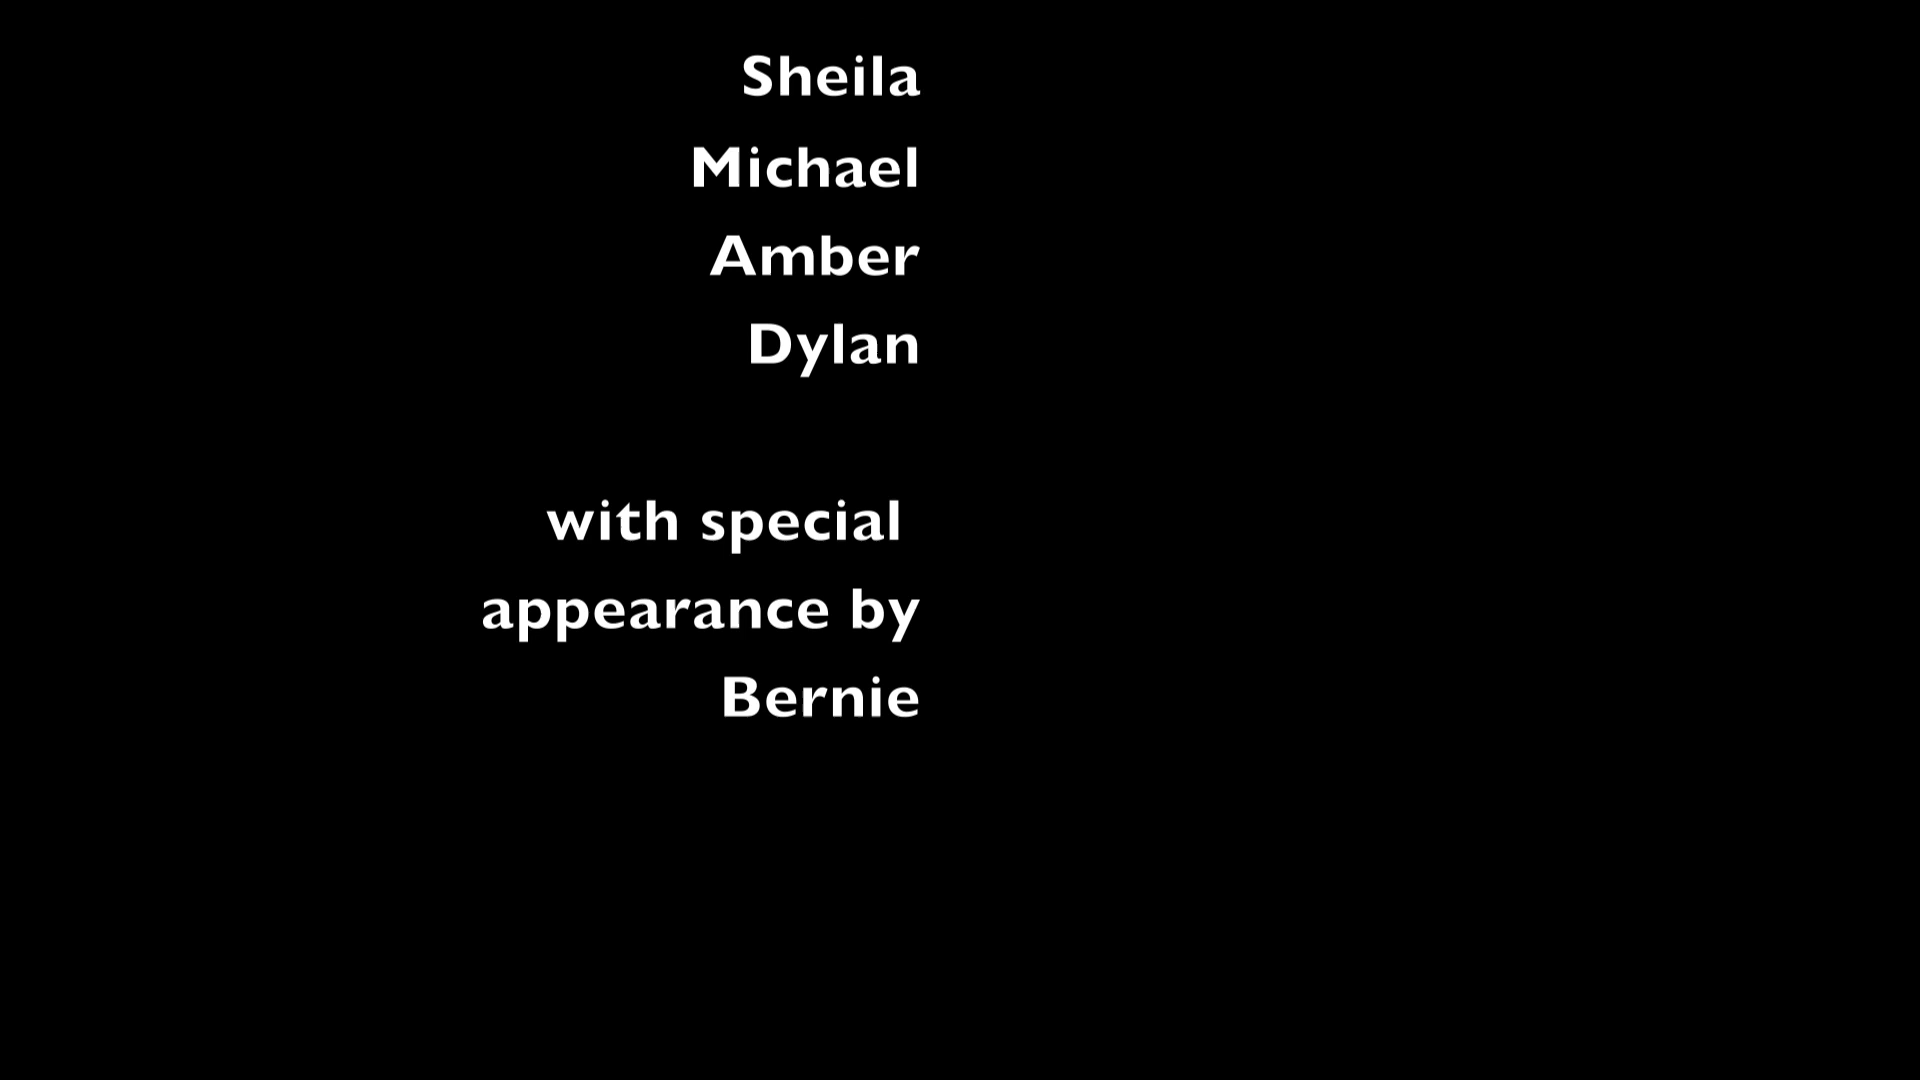 Sheila
Michael
Amber
Dylan
with special
appearance by
Bernie